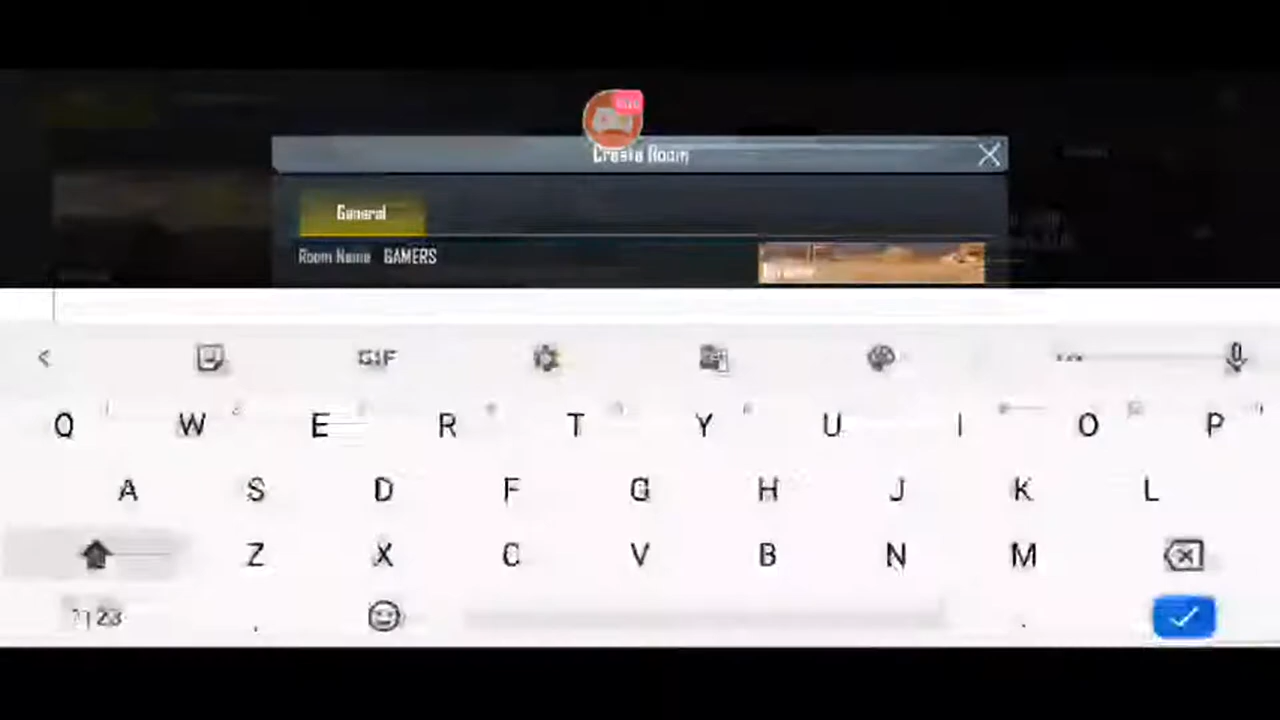 Create Room
General
Room Name GAMERS
GIF
Q W E R T Y U I O P
A S D F G H J K L
Z X C V B N M
?123 , .